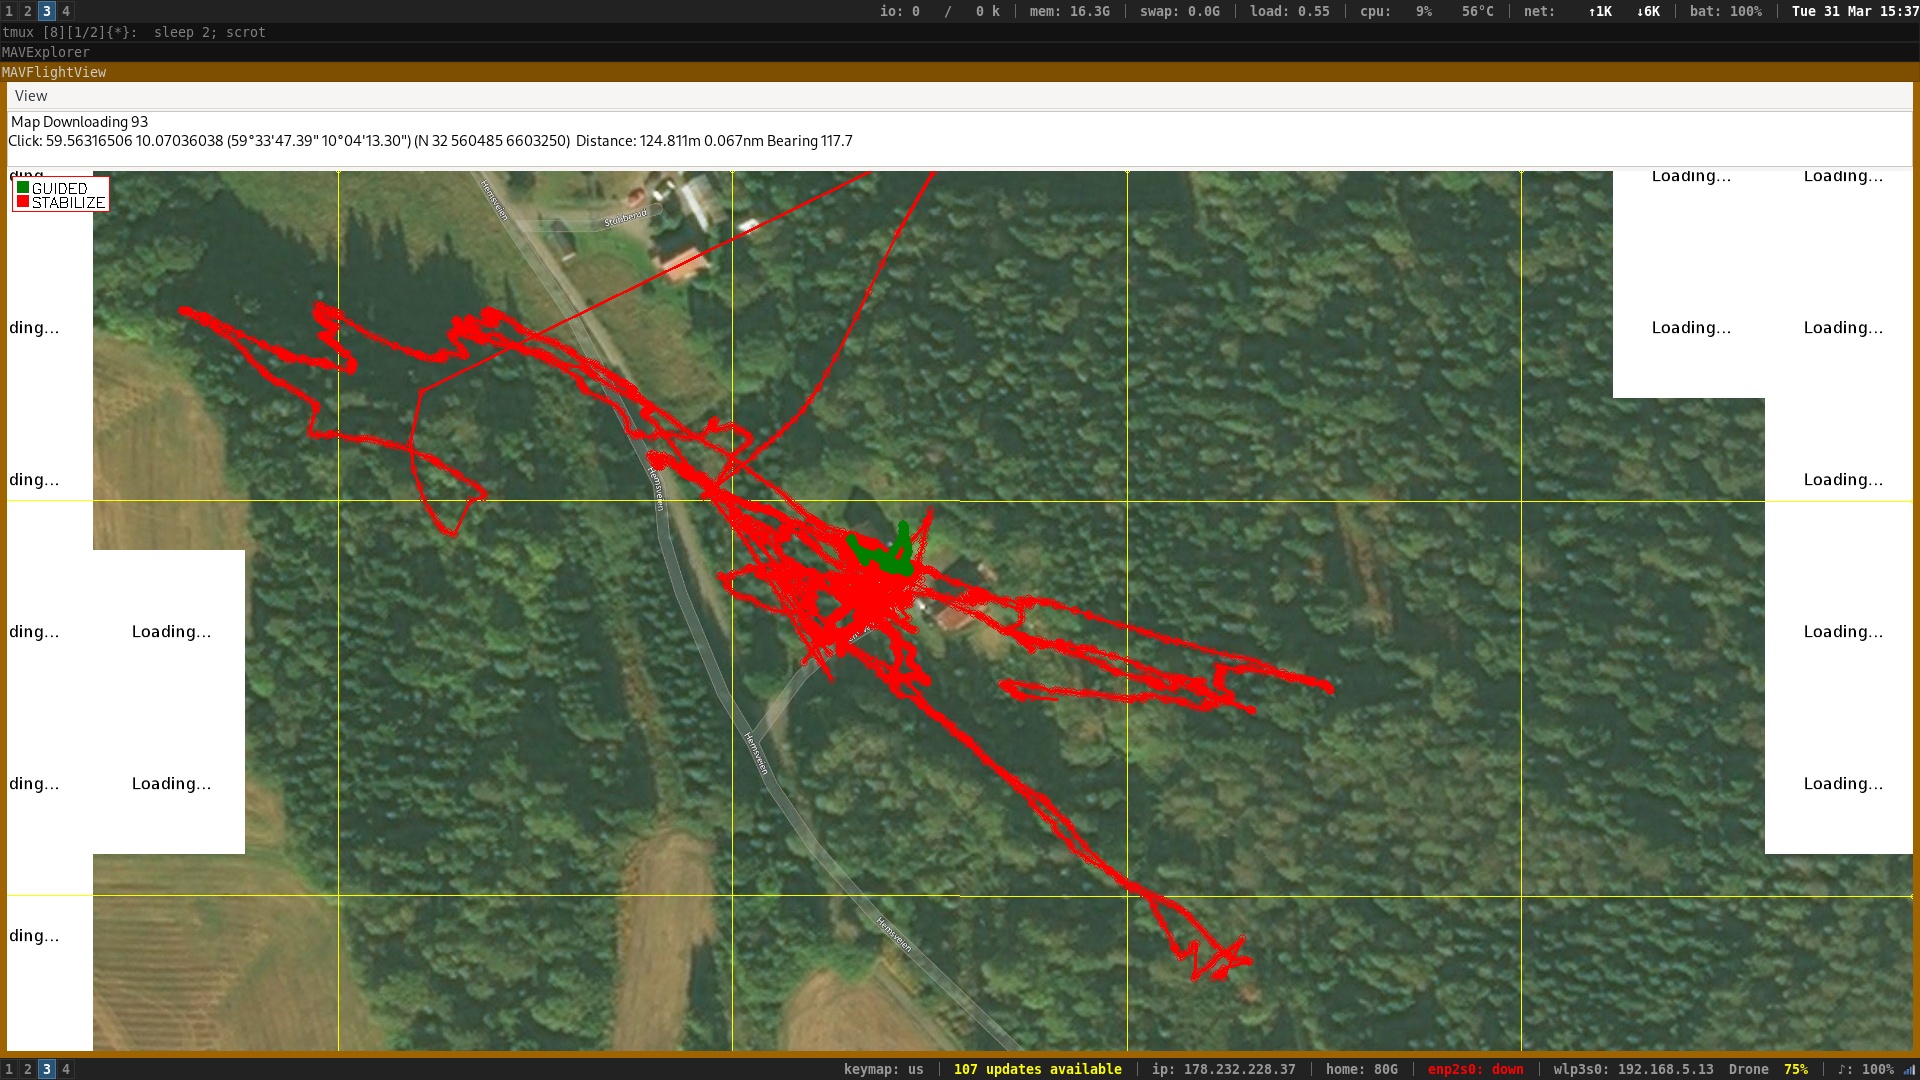 1 2 3 4 io: 0 / 0 k mem: 16.3G swap: 0.0G load: 0.55 cpu: 9% 56°C net: ↑1K ↓6K bat: 100% Tue 31 Mar 15:37
tmux [8][1/2]{*}: sleep 2; scrot
MAVExplorer
MAVFlightView
View
Map Downloading 93
Click: 59.56316506 10.07036038 (59°33'47.39" 10°04'13.30") (N 32 560485 6603250) Distance: 124.811m 0.067nm Bearing 117.7
ding...
Loading... Loading...
GUIDED
STABILIZE
Hemsveien
Stubberud
ding... Loading... Loading...
ding... Loading...
Hemsveien
ding... Loading... Loading...
Hemsveien
ding... Loading... Loading...
Hemsveien
ding...
1 2 3 4 keymap: us 107 updates available ip: 178.232.228.37 home: 80G enp2s0: down wlp3s0: 192.168.5.13 Drone 75% ♪: 100%